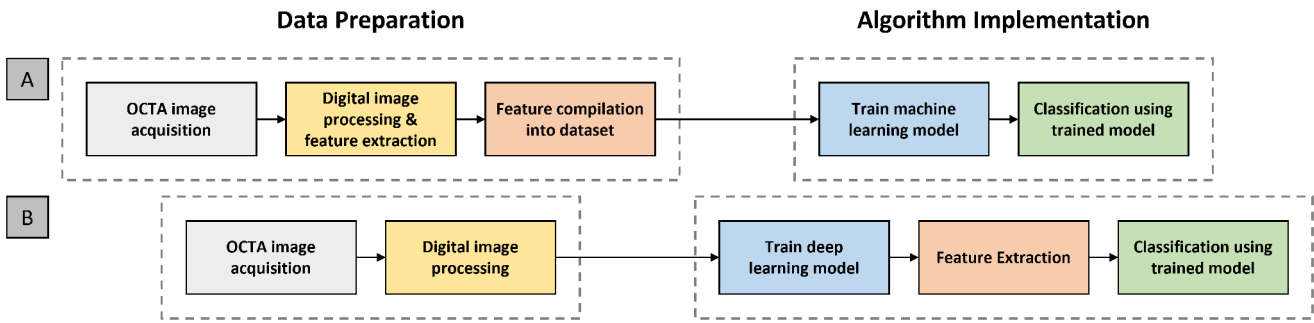 Data Preparation
Algorithm Implementation
A
OCTA image
acquisition
Digital image
processing &
feature extraction
Feature compilation
into dataset
Train machine
learning model
Classification using
trained model
B
OCTA image
acquisition
Digital image
processing
Train deep
learning model
Feature Extraction
Classification using
trained model